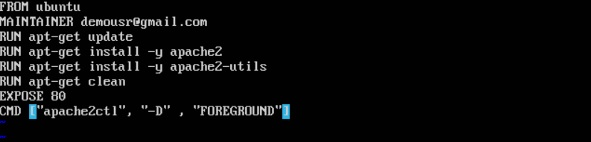 FROM ubuntu
MAINTAINER demousr@gmail.com
RUN apt-get update
RUN apt-get install -y apache2
RUN apt-get install -y apache2-utils
RUN apt-get clean
EXPOSE 80
CMD ["apache2ctl", "-D" , "FOREGROUND"]
~
~